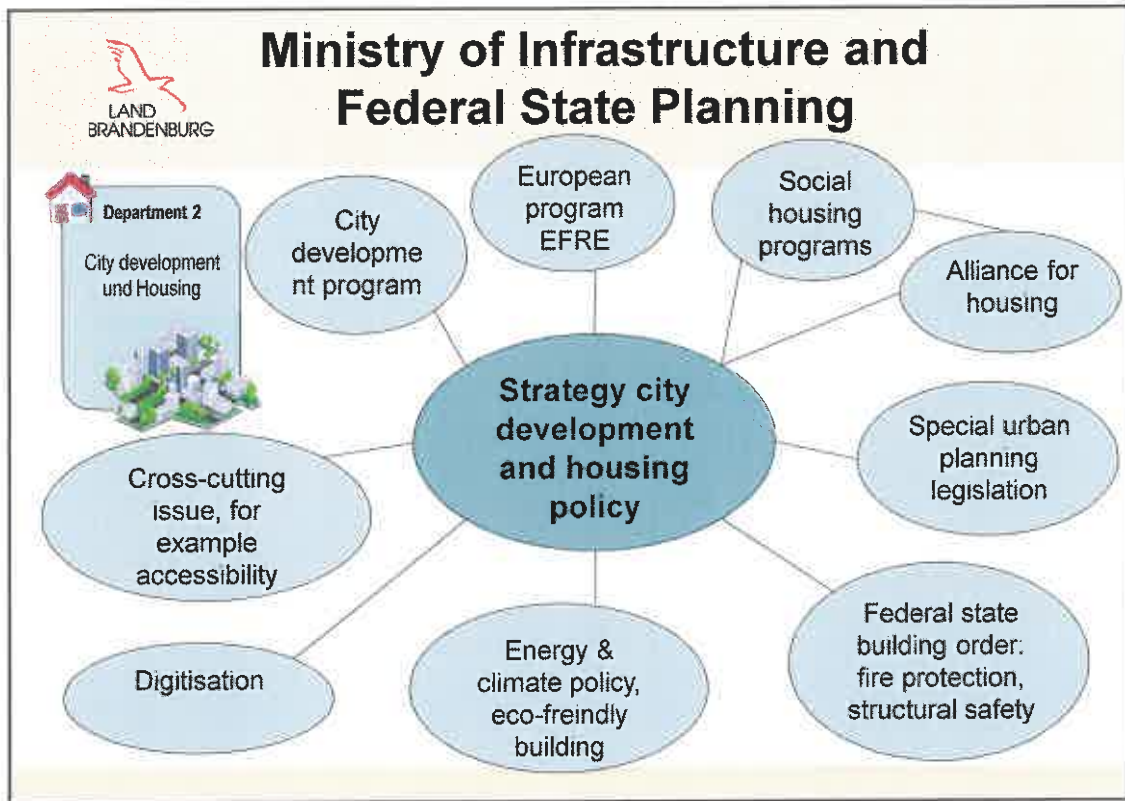 Ministry of Infrastructure and
Federal State Planning
LAND
BRANDENBURG
Department 2
City development
und Housing
City
developme
nt program
European
program
EFRE
Social
housing
programs
Alliance for
housing
Strategy city
development
and housing
policy
Special urban
planning
legislation
Cross-cutting
issue, for
example
accessibility
Federal state
building order:
fire protection,
structural safety
Energy &
climate policy,
eco-freindly
building
Digitisation